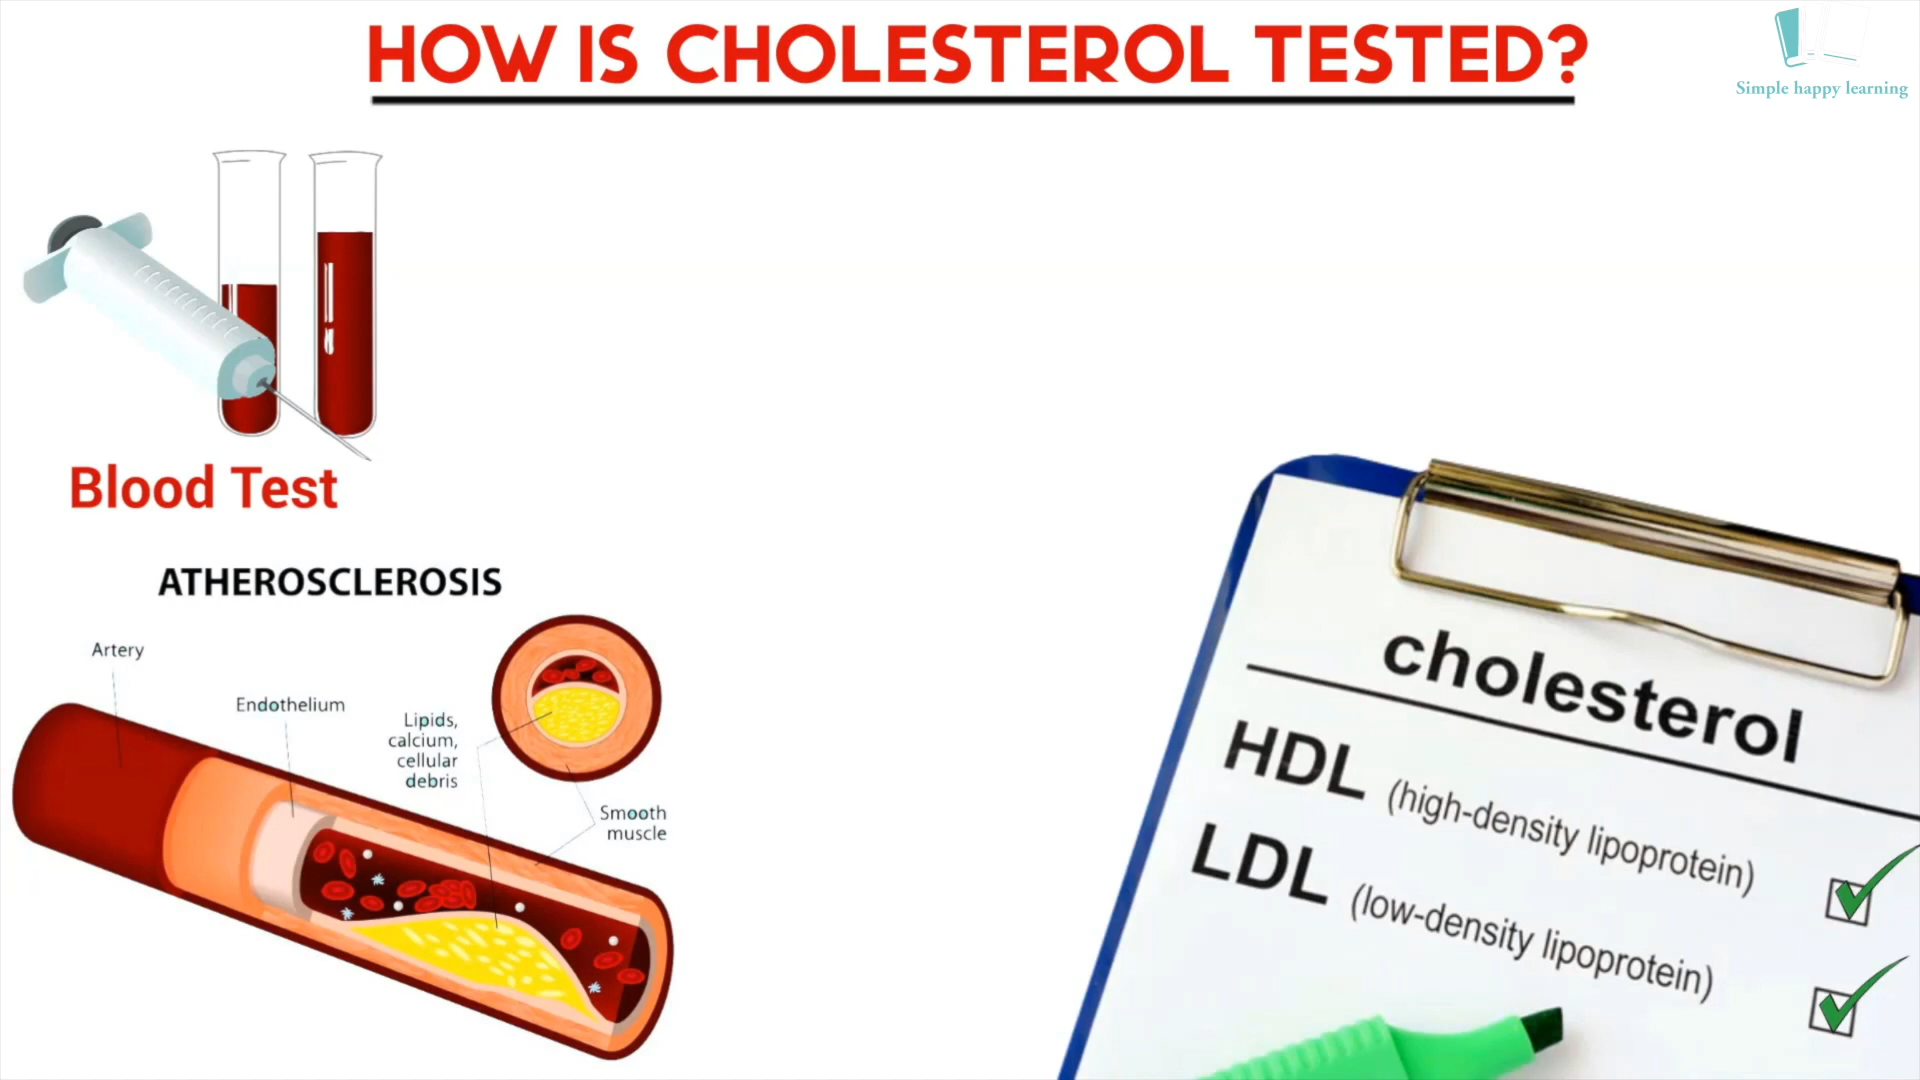 HOW IS CHOLESTEROL TESTED?
Simple happy learning
Blood Test
ATHEROSCLEROSIS
Artery
Endothelium
Lipids,
calcium,
cellular
debris
Smooth
muscle
cholesterol
HDL (high-density lipoprotein)
LDL (low-density lipoprotein)